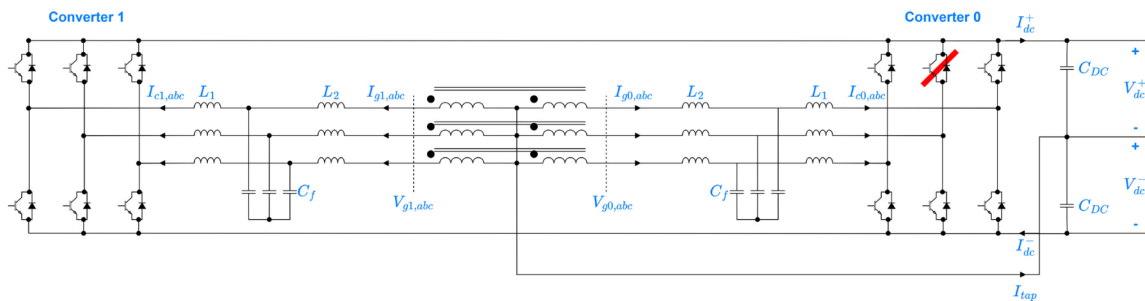 Converter 1
Converter 0
I_{dc}^{+}
I_{c1,abc} L_1 L_2 I_{g1,abc} I_{g0,abc} L_2 L_1 I_{c0,abc}
C_{DC}
+
V_{dc}^{+}
-
+
V_{dc}^{-}
-
C_f
C_f
V_{g1,abc}
V_{g0,abc}
C_{DC}
I_{dc}^{-}
I_{tap}